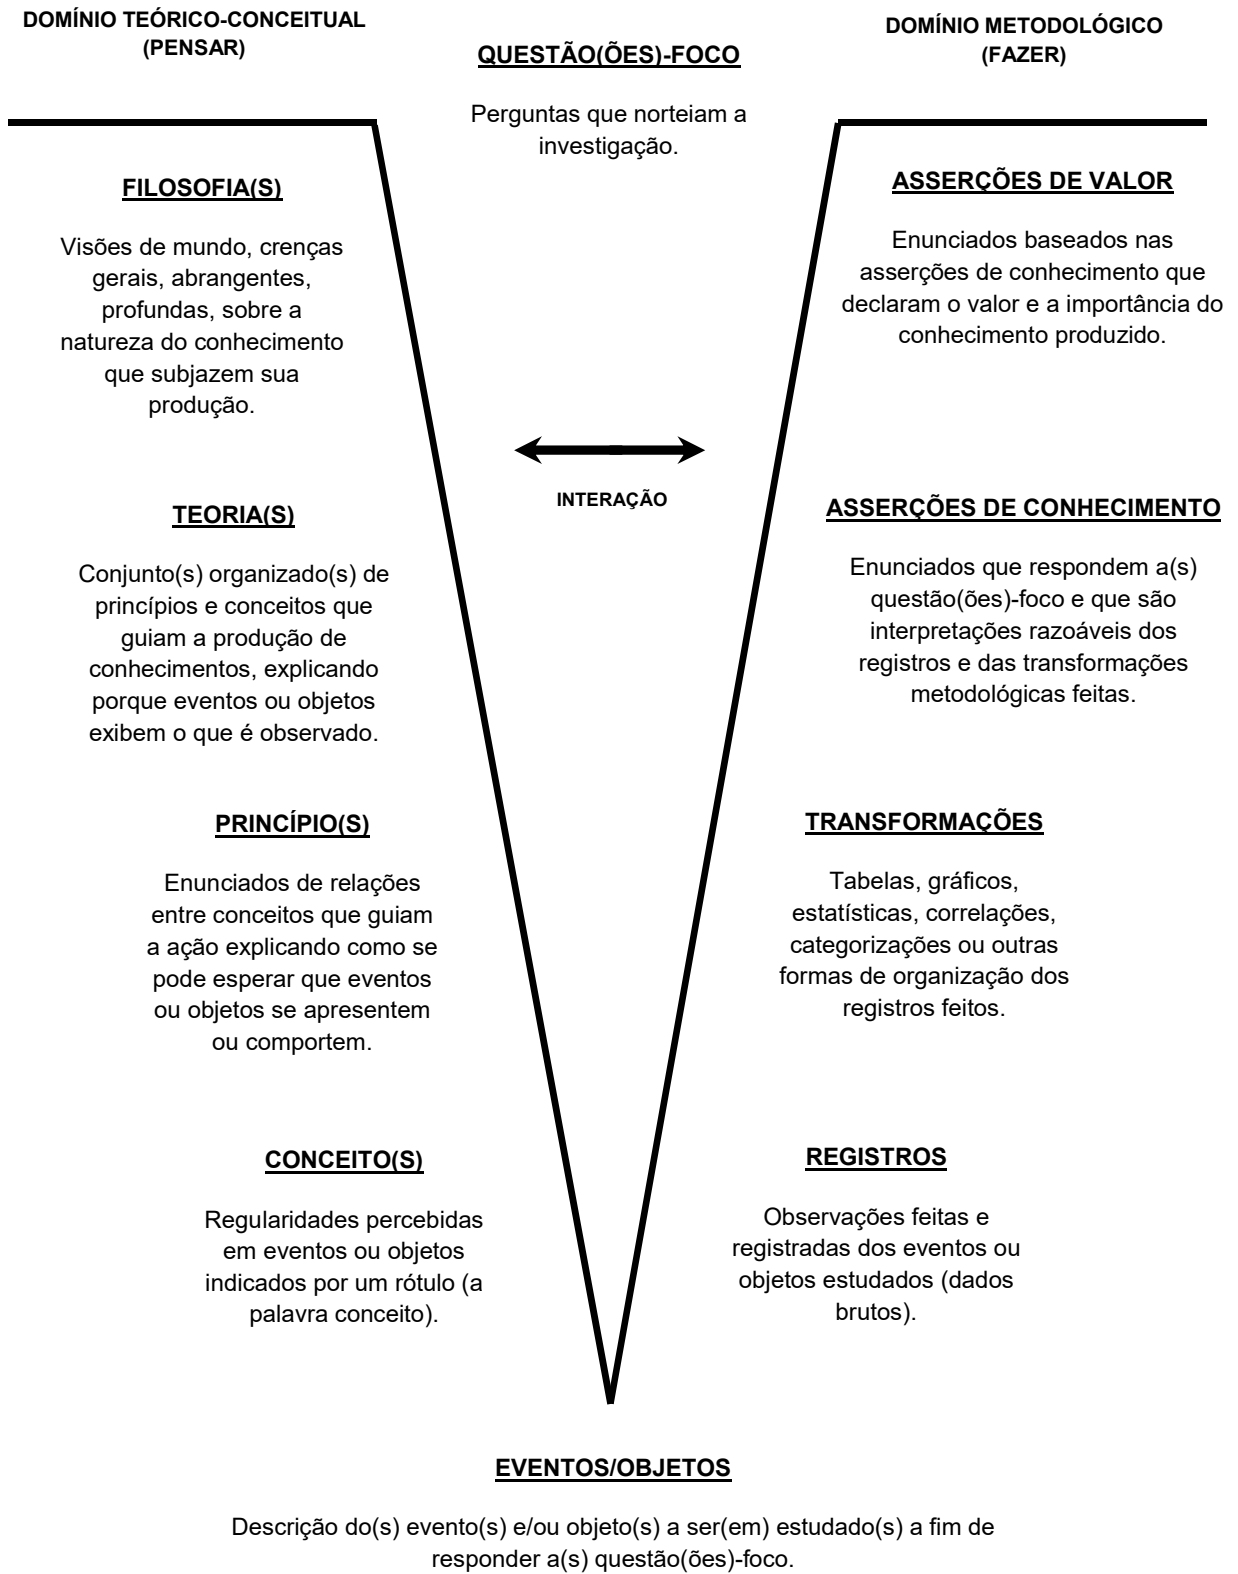 DOMÍNIO TEÓRICO-CONCEITUAL
(PENSAR)
QUESTÃO(ÕES)-FOCO
Perguntas que norteiam a
investigação.
DOMÍNIO METODOLÓGICO
(FAZER)
FILOSOFIA(S)
Visões de mundo, crenças
gerais, abrangentes,
profundas, sobre a
natureza do conhecimento
que subjazem sua
produção.
TEORIA(S)
Conjunto(s) organizado(s) de
princípios e conceitos que
guiam a produção de
conhecimentos, explicando
porque eventos ou objetos
exibem o que é observado.
PRINCÍPIO(S)
Enunciados de relações
entre conceitos que guiam
a ação explicando como se
pode esperar que eventos
ou objetos se apresentem
ou comportem.
CONCEITO(S)
Regularidades percebidas
em eventos ou objetos
indicados por um rótulo (a
palavra conceito).
INTERAÇÃO
ASSERÇÕES DE VALOR
Enunciados baseados nas
asserções de conhecimento que
declaram o valor e a importância do
conhecimento produzido.
ASSERÇÕES DE CONHECIMENTO
Enunciados que respondem a(s)
questão(ões)-foco e que são
interpretações razoáveis dos
registros e das transformações
metodológicas feitas.
TRANSFORMAÇÕES
Tabelas, gráficos,
estatísticas, correlações,
categorizações ou outras
formas de organização dos
registros feitos.
REGISTROS
Observações feitas e
registradas dos eventos ou
objetos estudados (dados
brutos).
EVENTOS/OBJETOS
Descrição do(s) evento(s) e/ou objeto(s) a ser(em) estudado(s) a fim de
responder a(s) questão(ões)-foco.